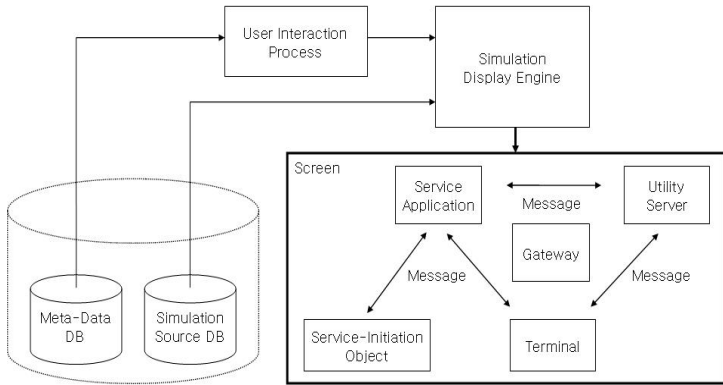 User Interaction
Process
Simulation
Display Engine
Screen
Service
Application
Message
Utility
Server
Gateway
Message
Message
Meta-Data
DB
Simulation
Source DB
Service-Initiation
Object
Terminal